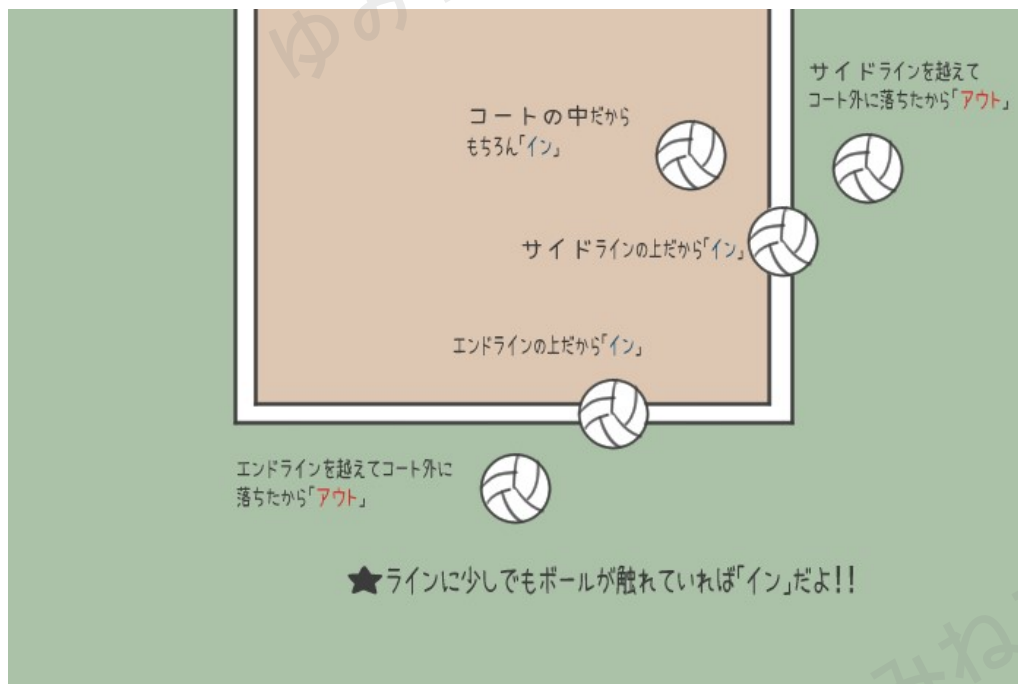 サイドラインを越えて
コート外に落ちたから「アウト」
コートの中だから
もちろん「イン」
サイドラインの上だから「イン」
エンドラインの上だから「イン」
エンドラインを越えてコート外に
落ちたから「アウト」
★ラインに少しでもボールが触れていれば「イン」だよ!!